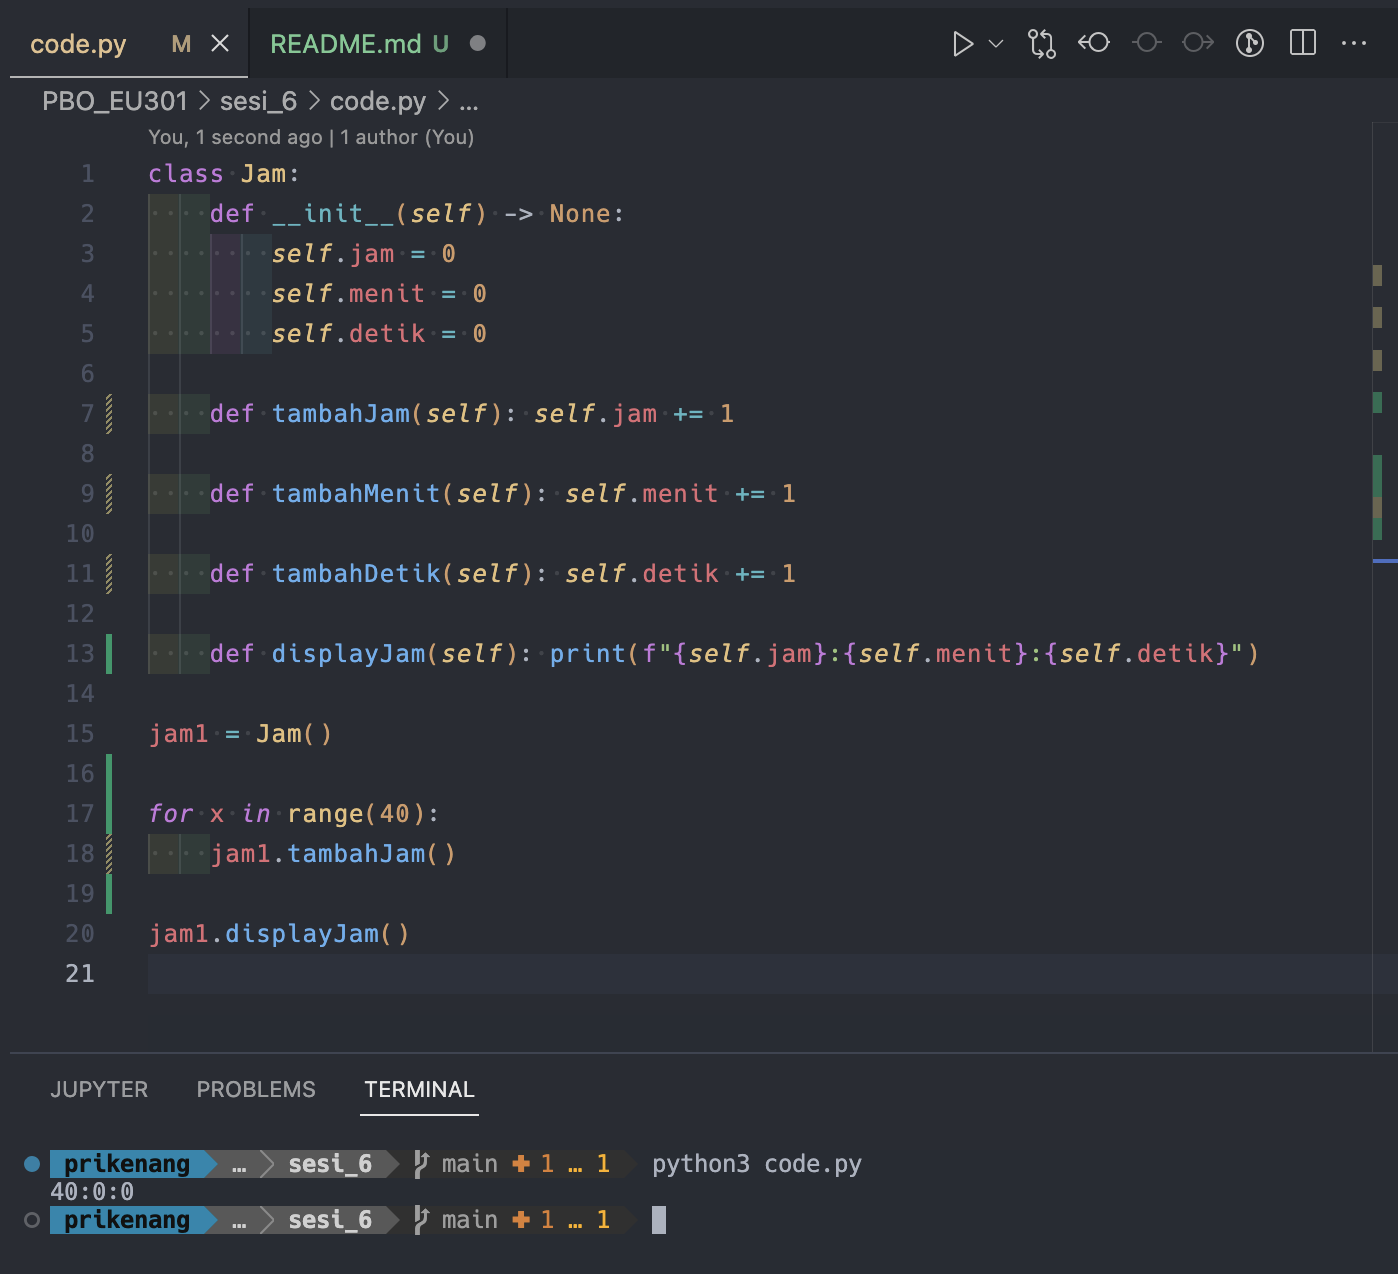 code.py M README.md U
PBO_EU301 > sesi_6 > code.py > ...
You, 1 second ago | 1 author (You)
1 class Jam:
2     def __init__(self) -> None:
3         self.jam = 0
4         self.menit = 0
5         self.detik = 0
6
7     def tambahJam(self): self.jam += 1
8
9     def tambahMenit(self): self.menit += 1
10
11     def tambahDetik(self): self.detik += 1
12
13     def displayJam(self): print(f"{self.jam}:{self.menit}:{self.detik}")
14
15 jam1 = Jam()
16
17 for x in range(40):
18     jam1.tambahJam()
19
20 jam1.displayJam()
21
JUPYTER PROBLEMS TERMINAL
prikenang … sesi_6 main ✚ 1 … 1 python3 code.py
40:0:0
prikenang … sesi_6 main ✚ 1 … 1